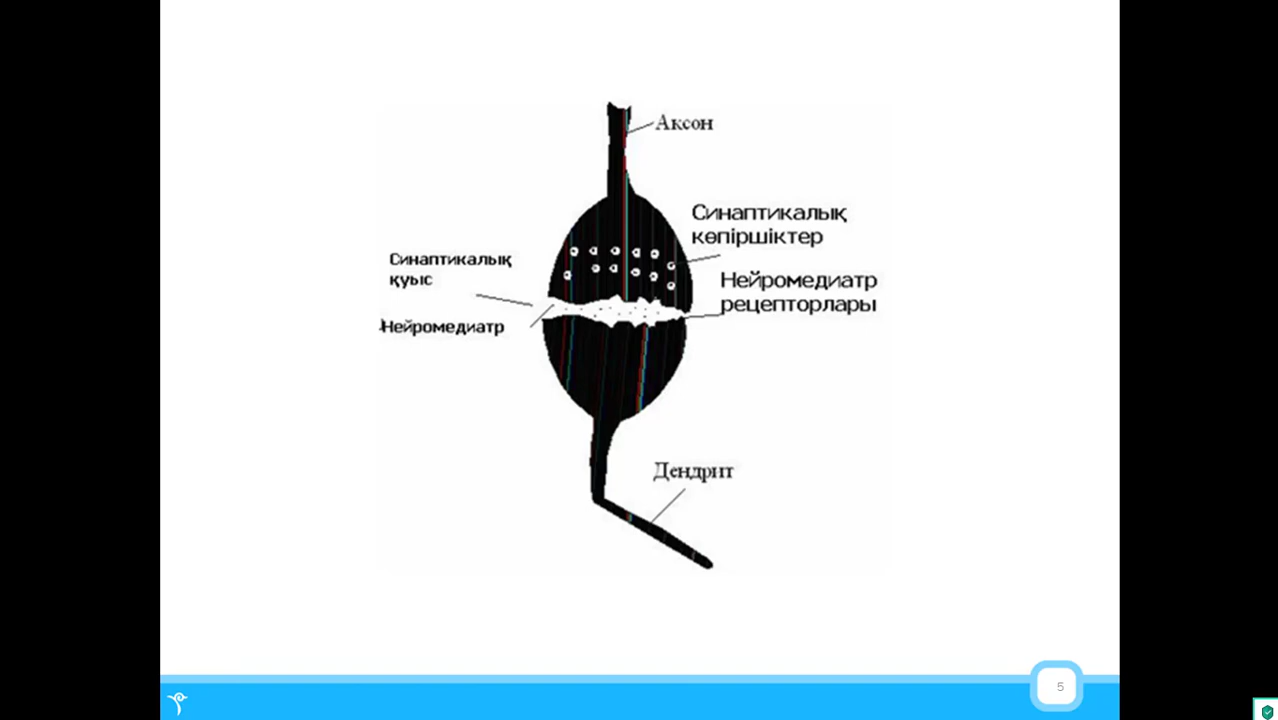 Аксон
Синаптикалық
көпіршіктер
Синаптикалық
қуыс
Нейромедиатр
рецепторлары
Нейромедиатр
Дендрит
5